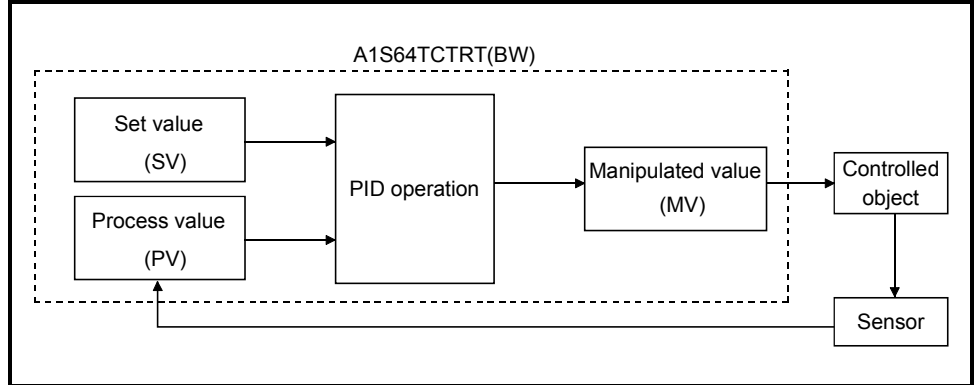 A1S64TCTRT(BW)
Set value
(SV)
Process value
(PV)
PID operation
Manipulated value
(MV)
Controlled
object
Sensor